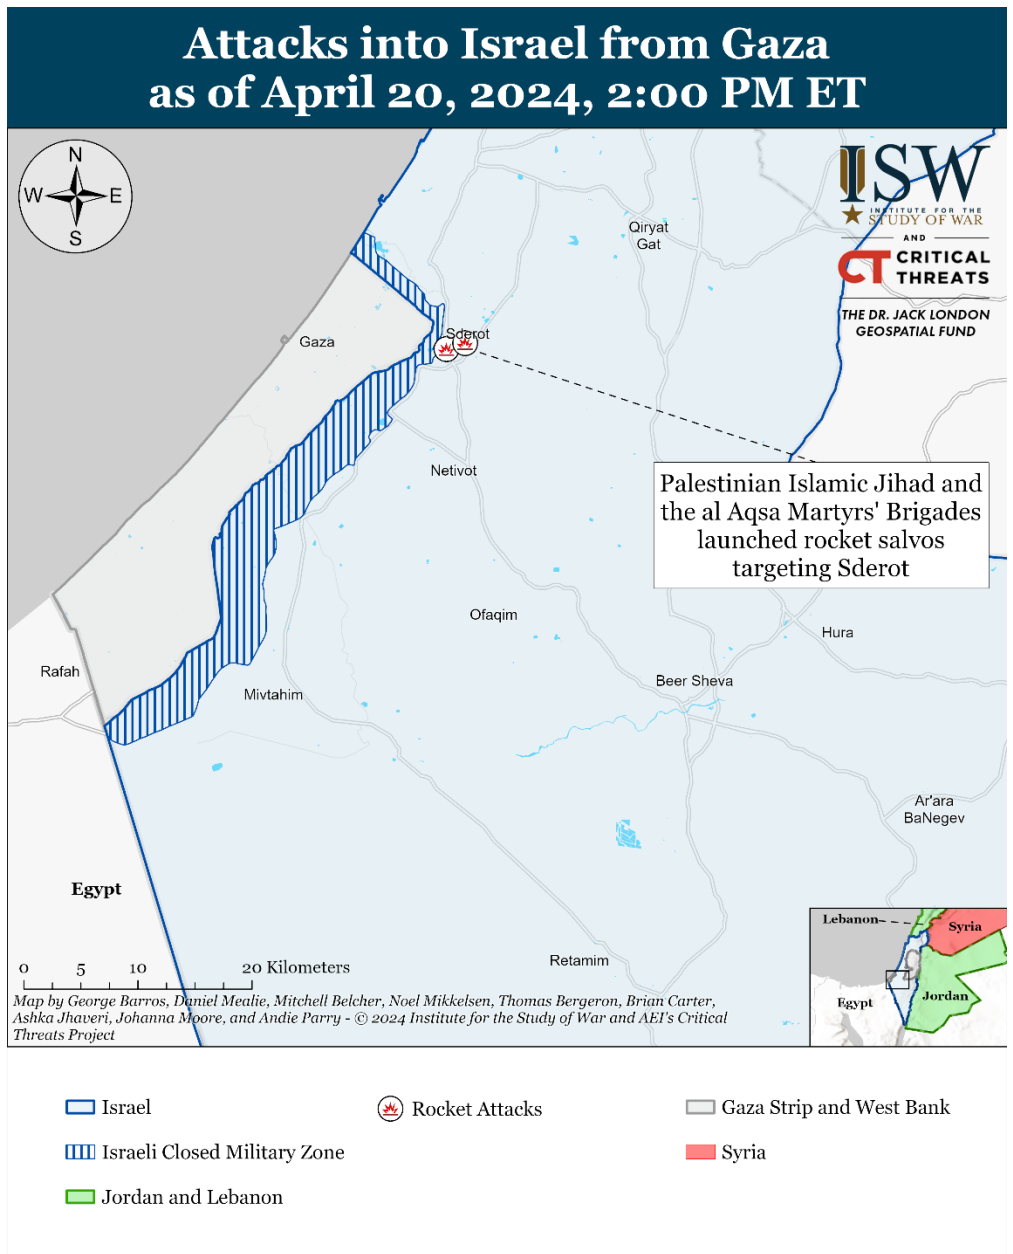 Attacks into Israel from Gaza
as of April 20, 2024, 2:00 PM ET
N
W
E
S
ISW
INSTITUTE FOR THE
STUDY OF WAR
AND
CT CRITICAL
THREATS
THE DR. JACK LONDON
GEOSPATIAL FUND
Qiryat
Gat
Gaza
Sderot
Netivot
Palestinian Islamic Jihad and
the al Aqsa Martyrs' Brigades
launched rocket salvos
targeting Sderot
Ofaqim
Hura
Rafah
Mivtahim
Beer Sheva
Ar'ara
BaNegev
Egypt
Retamim
Lebanon
Syria
Jordan
Egypt
0 5 10 20 Kilometers
Map by George Barros, Daniel Mealie, Mitchell Belcher, Noel Mikkelsen, Thomas Bergeron, Brian Carter,
Ashka Jhaveri, Johanna Moore, and Andie Parry - © 2024 Institute for the Study of War and AEI's Critical
Threats Project
Israel
Rocket Attacks
Gaza Strip and West Bank
Israeli Closed Military Zone
Syria
Jordan and Lebanon